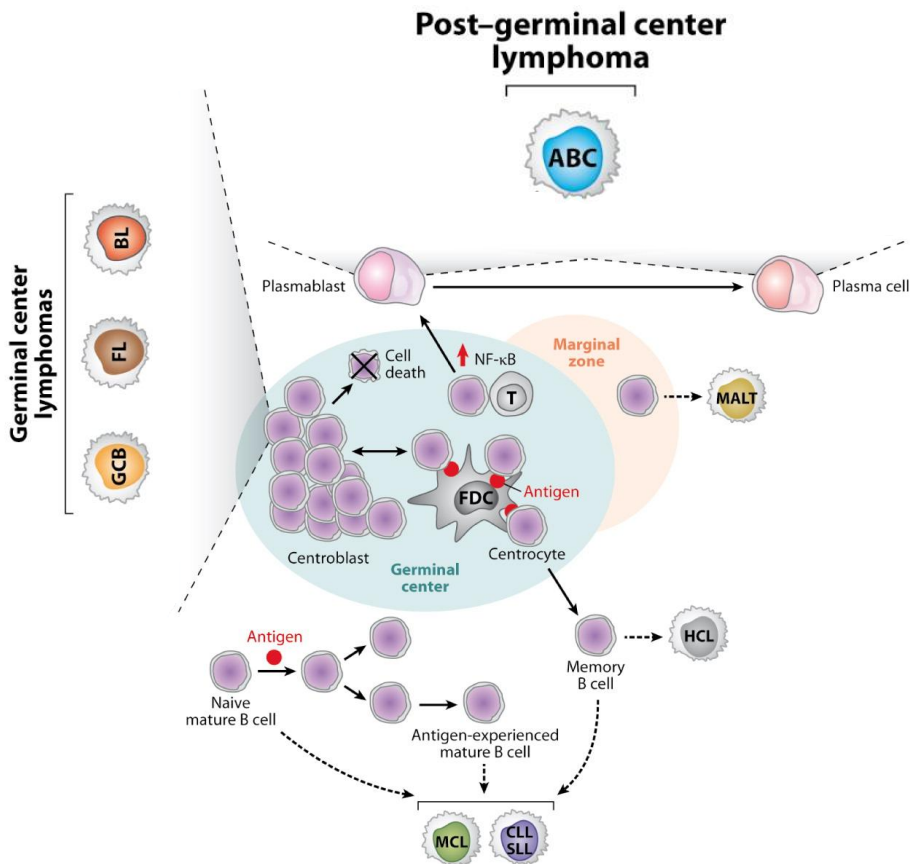 Post–germinal center
lymphoma
ABC
Germinal center
lymphomas
BL
FL
GCB
Plasmablast
Plasma cell
Cell
death
NF-κB
T
Marginal
zone
MALT
FDC
Antigen
Centroblast
Centrocyte
Germinal
center
Antigen
Naive
mature B cell
Antigen-experienced
mature B cell
Memory
B cell
HCL
MCL
CLL
SLL